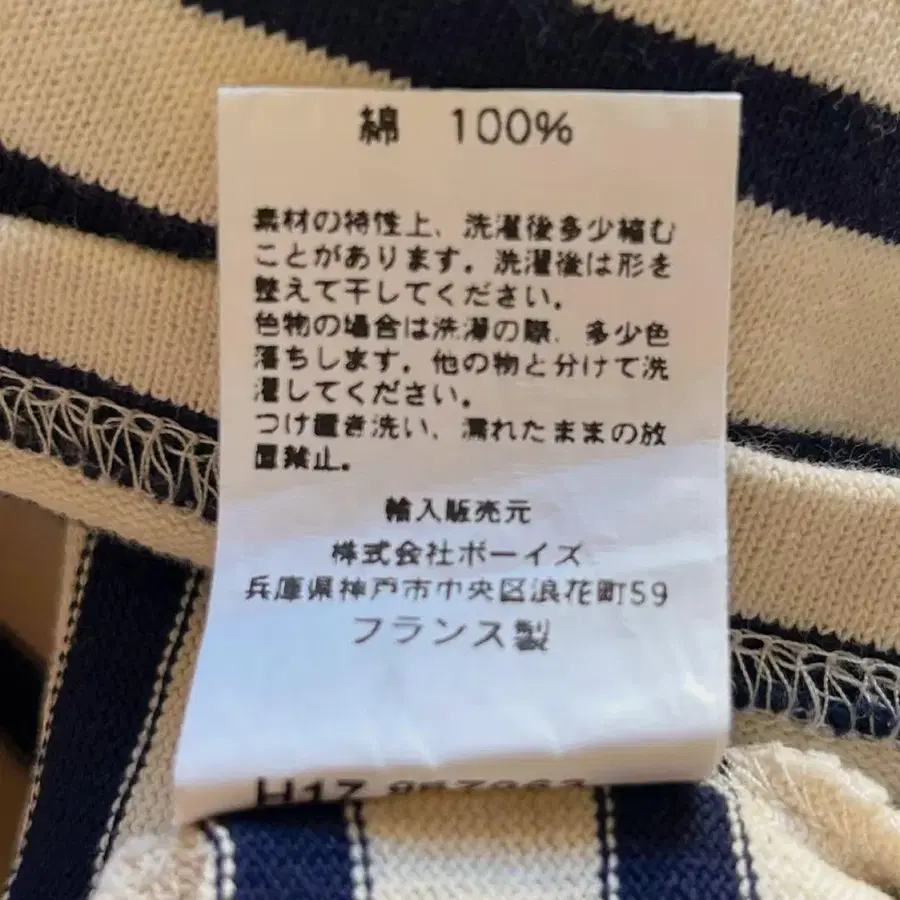 綿 100%
素材の特性上、洗濯後多少縮む
ことがあります。洗濯後は形を
整えて干してください。
色物の場合は洗濯の際、多少色
落ちします。他の物と分けて洗
濯してください。
つけ置き洗い、濡れたままの放
置禁止。
輸入販売元
株式会社ボーイズ
兵庫県神戸市中央区浪花町59
フランス製
H17